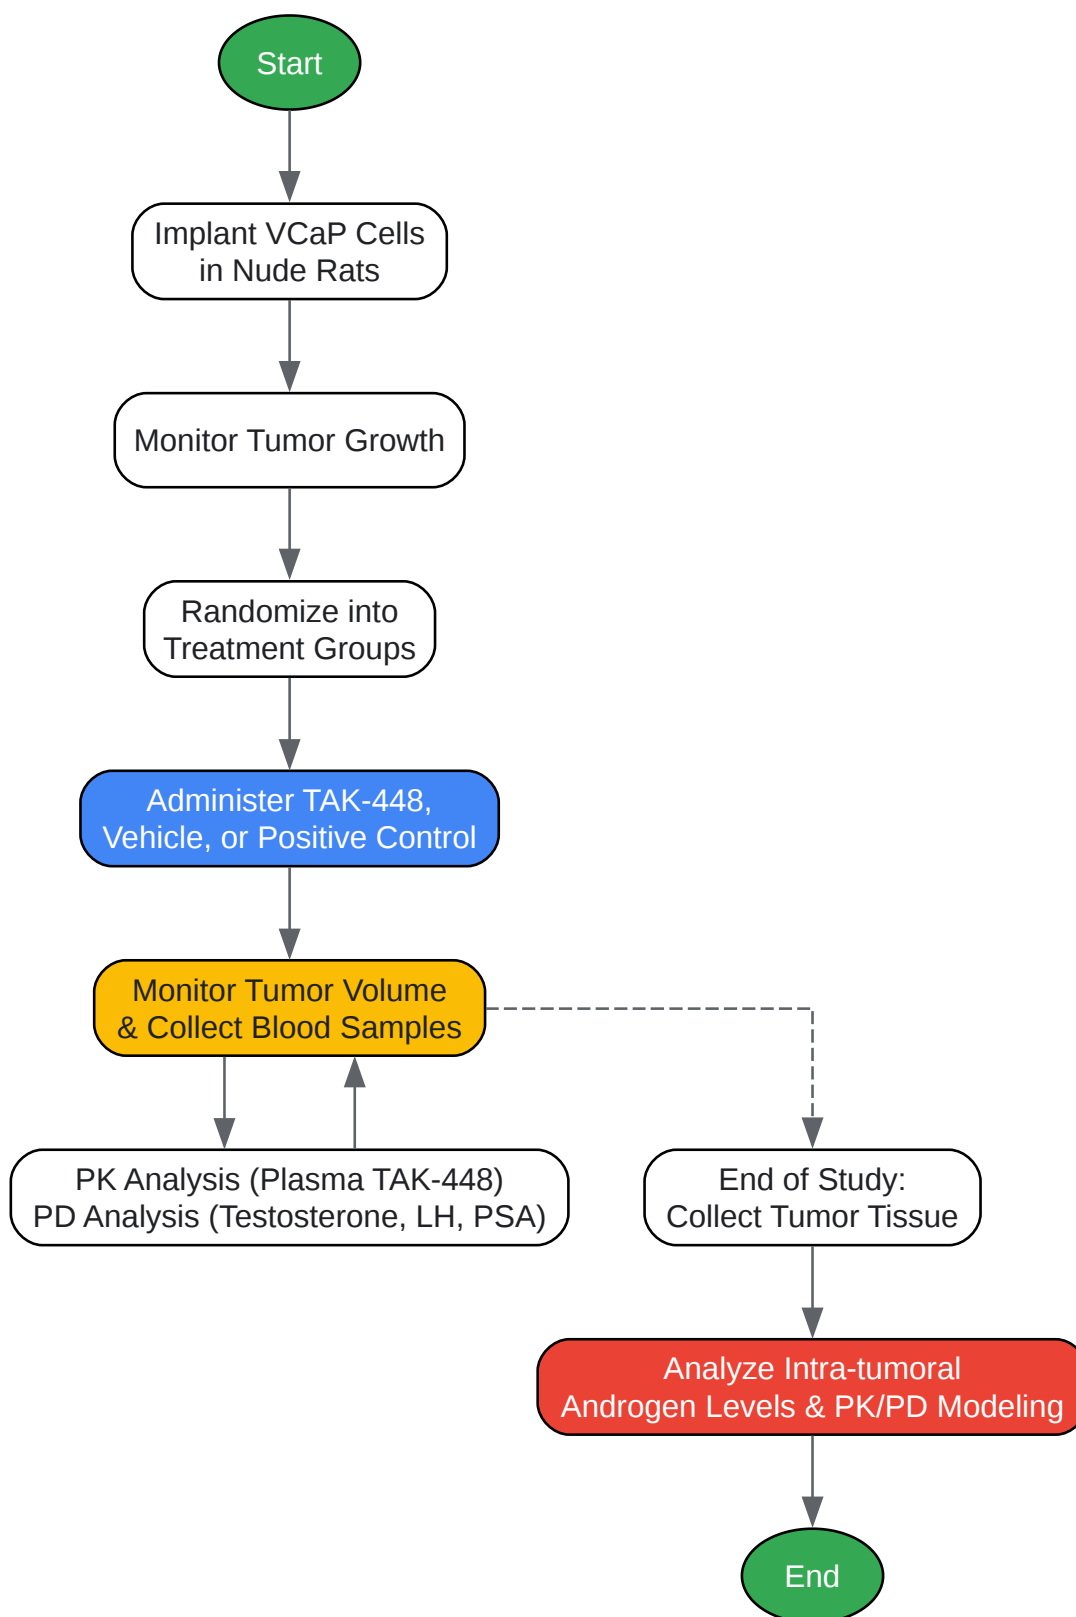 Start
Implant VCaP Cells
in Nude Rats
Monitor Tumor Growth
Randomize into
Treatment Groups
Administer TAK-448,
Vehicle, or Positive Control
Monitor Tumor Volume
& Collect Blood Samples
PK Analysis (Plasma TAK-448)
PD Analysis (Testosterone, LH, PSA)
End of Study:
Collect Tumor Tissue
Analyze Intra-tumoral
Androgen Levels & PK/PD Modeling
End